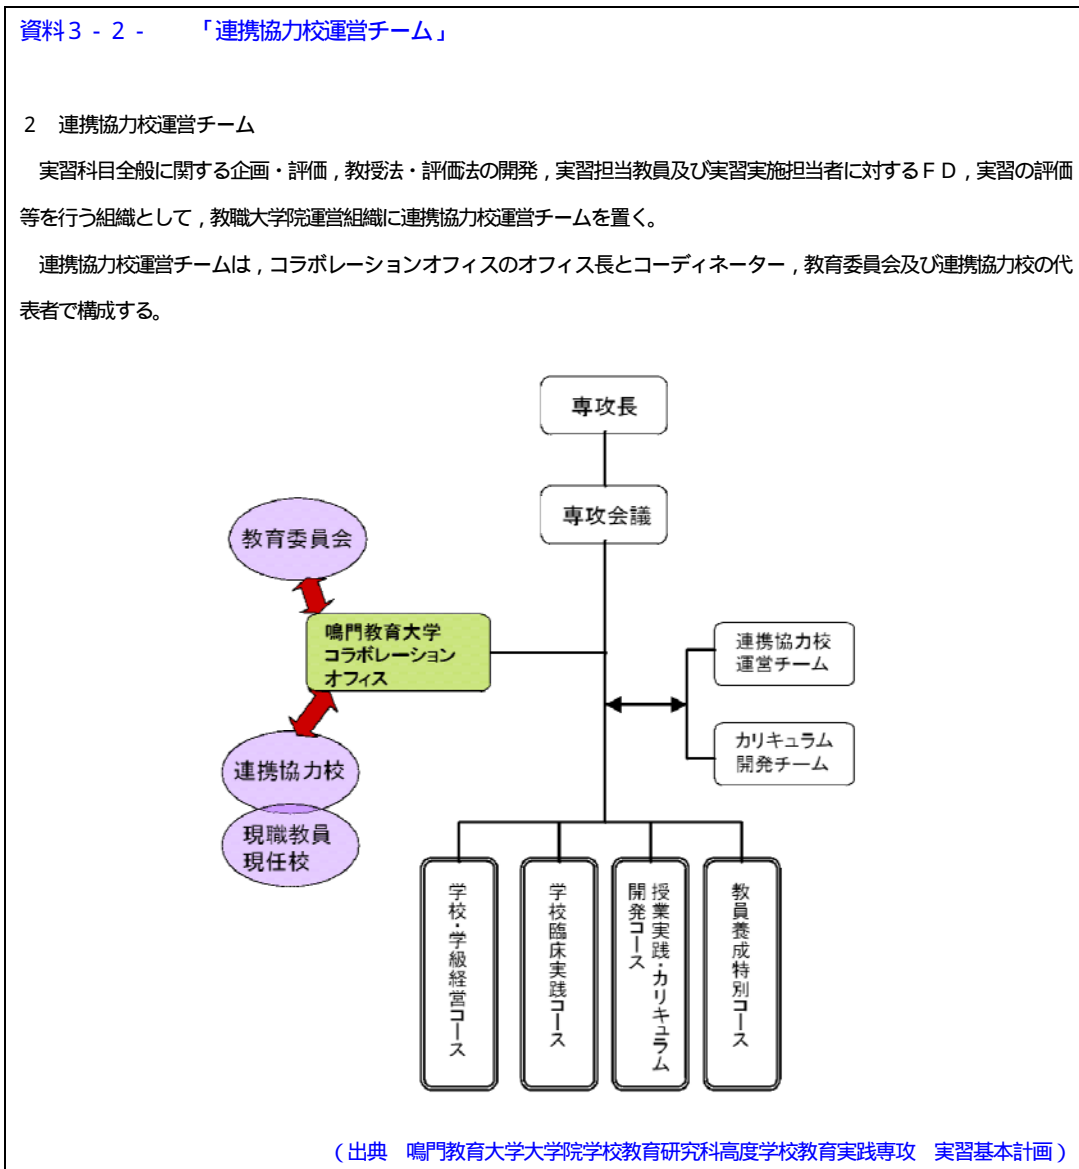 資料３－２－　　「連携協力校運営チーム」
２　連携協力校運営チーム
実習科目全般に関する企画・評価，教授法・評価法の開発，実習担当教員及び実習実施担当者に対するＦＤ，実習の評価
等を行う組織として，教職大学院運営組織に連携協力校運営チームを置く。
連携協力校運営チームは，コラボレーションオフィスのオフィス長とコーディネーター，教育委員会及び連携協力校の代
表者で構成する。
専攻長
専攻会議
教育委員会
鳴門教育大学
コラボレーション
オフィス
連携協力校
運営チーム
カリキュラム
開発チーム
連携協力校
現職教員
現任校
学校・学級経営コース
学校臨床実践コース
授業実践・カリキュラム
開発コース
教員養成特別コース
（出典　鳴門教育大学大学院学校教育研究科高度学校教育実践専攻　実習基本計画）